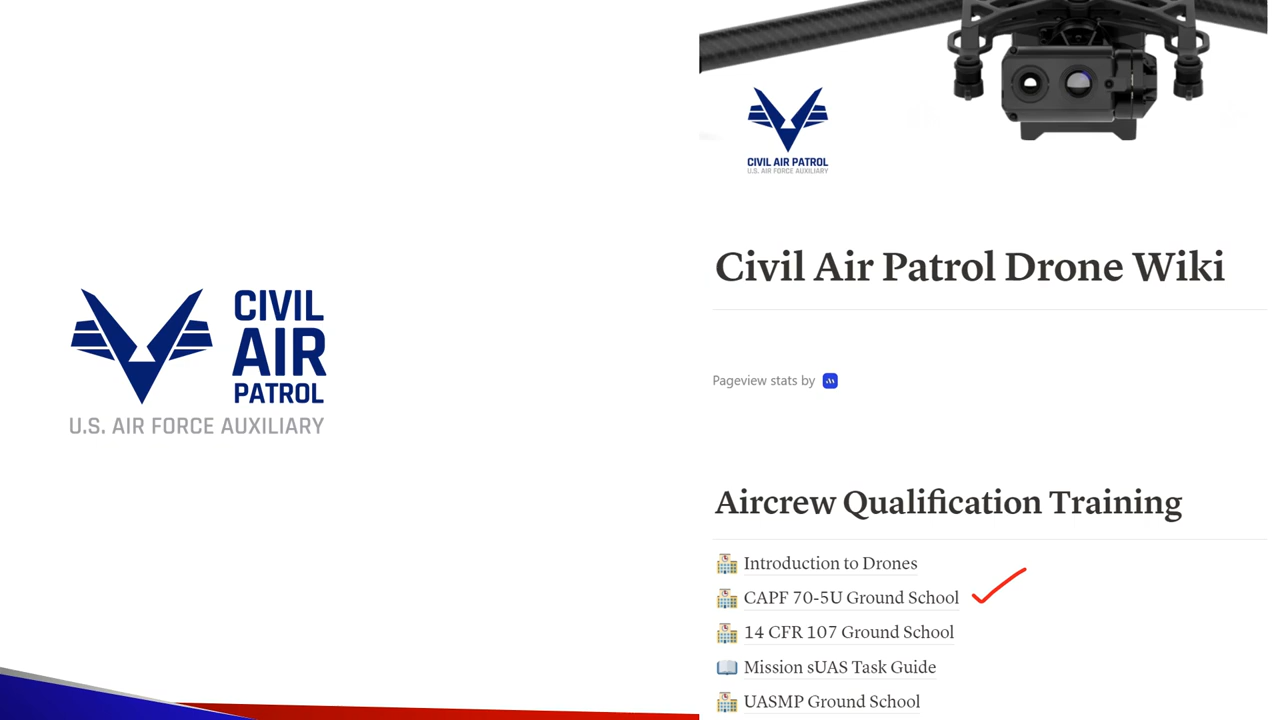 CIVIL
AIR
PATROL
U.S. AIR FORCE AUXILIARY
CIVIL AIR PATROL
U.S. AIR FORCE AUXILIARY
Civil Air Patrol Drone Wiki
Pageview stats by
Aircrew Qualification Training
Introduction to Drones
CAPF 70-5U Ground School
14 CFR 107 Ground School
Mission sUAS Task Guide
UASMP Ground School